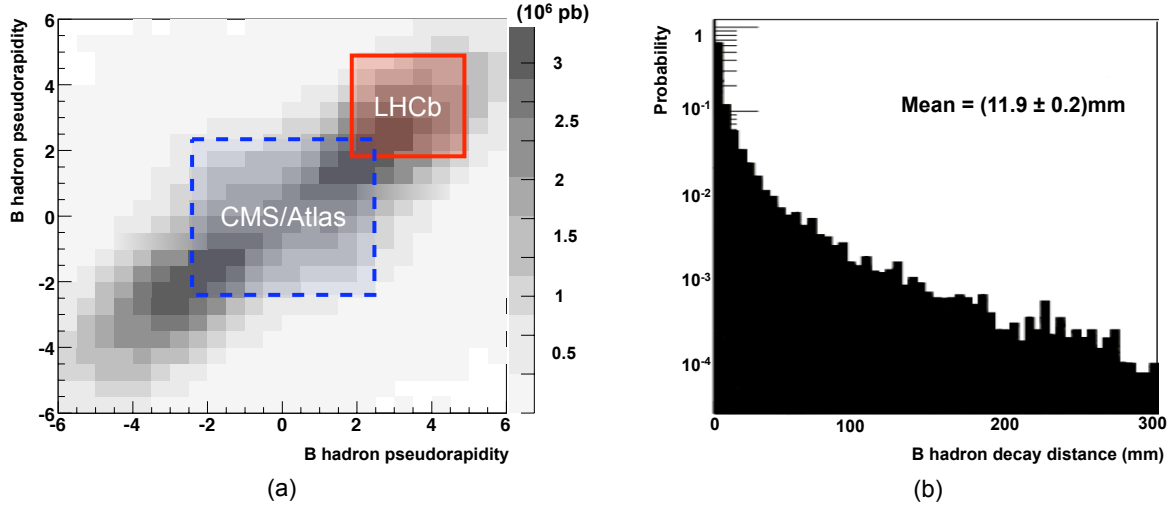 (10⁶ pb)
B hadron pseudorapidity
6
4
2
0
-2
-4
-6
LHCb
CMS/Atlas
3
2.5
2
1.5
1
0.5
-6
-4
-2
0
2
4
6
B hadron pseudorapidity
(a)
Probability
1
10⁻¹
10⁻²
10⁻³
10⁻⁴
Mean = (11.9 ± 0.2)mm
0
100
200
300
B hadron decay distance (mm)
(b)